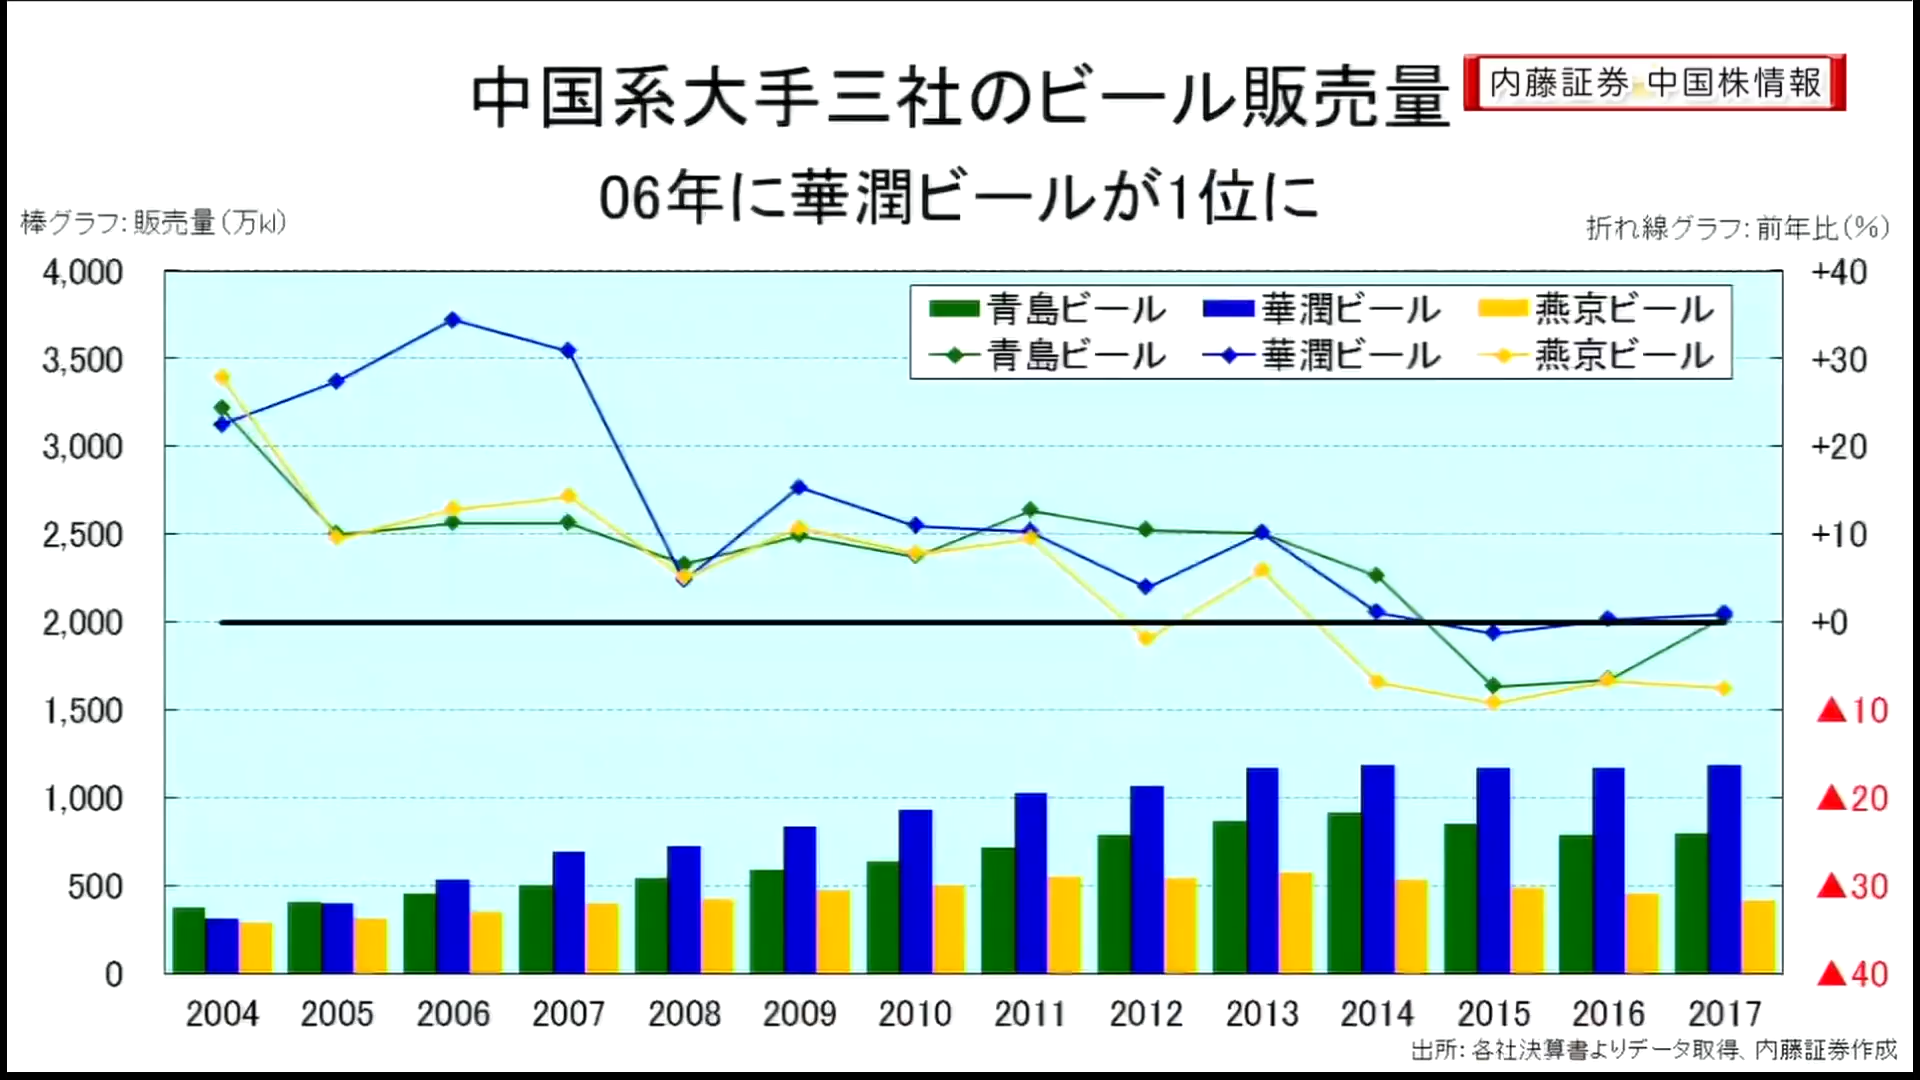 中国系大手三社のビール販売量
内藤証券 中国株情報
06年に華潤ビールが1位に
棒グラフ:販売量(万kl)
折れ線グラフ:前年比(%)
青島ビール 華潤ビール 燕京ビール
青島ビール 華潤ビール 燕京ビール
4,000 +40
3,500 +30
3,000 +20
2,500 +10
2,000 +0
1,500 ▲10
1,000 ▲20
500 ▲30
0 ▲40
2004 2005 2006 2007 2008 2009 2010 2011 2012 2013 2014 2015 2016 2017
出所:各社決算書よりデータ取得、内藤証券作成